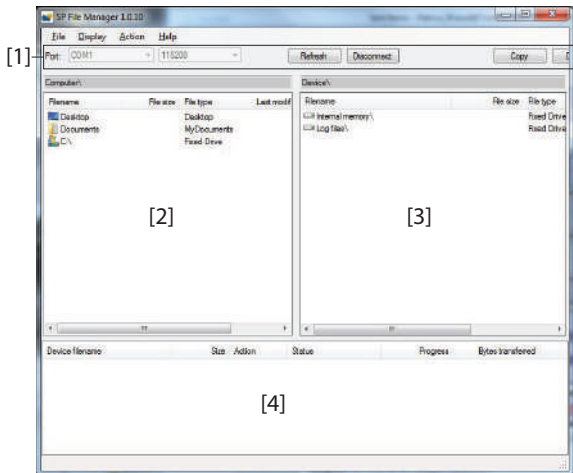 SP File Manager 1.0.10
File Display Action Help
[1]
Port: COM1 115200 Refresh Disconnect Copy
Computer\ Device\
Filename File size File type Last modif Filename File size File type
Desktop Desktop Internal memory\ Fixed Drive
Documents MyDocuments Log files\ Fixed Drive
C:\ Fixed Drive
[2] [3]
Device filename Size Action Status Progress Bytes transferred
[4]